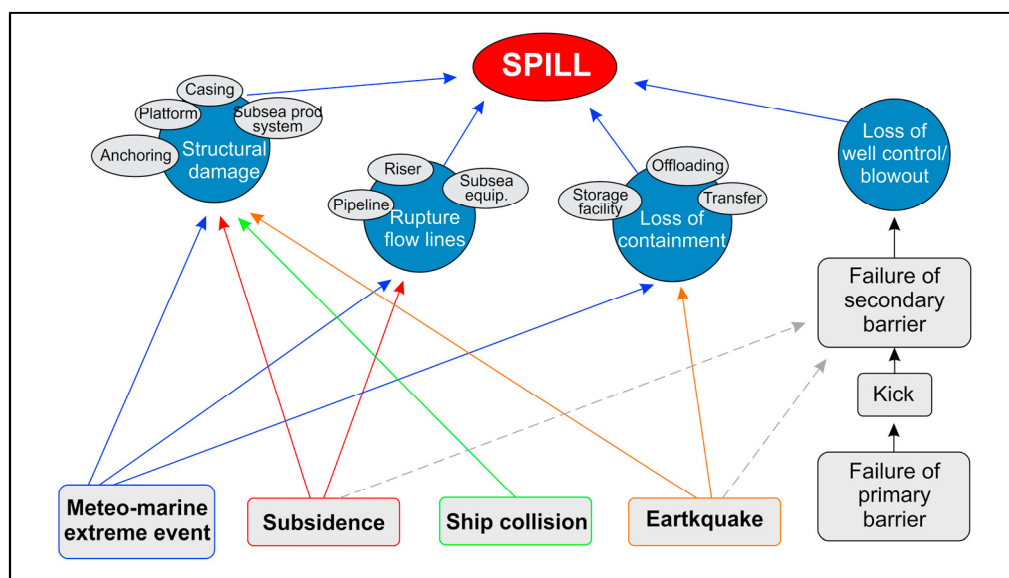 SPILL
Casing
Platform
Subsea prod
system
Anchoring
Structural
damage
Riser
Subsea
equip.
Pipeline
Rupture
flow lines
Offloading
Storage
facility
Transfer
Loss of
containment
Loss of
well control/
blowout
Failure of
secondary
barrier
Kick
Failure of
primary
barrier
Meteo-marine
extreme event
Subsidence
Ship collision
Eartkquake